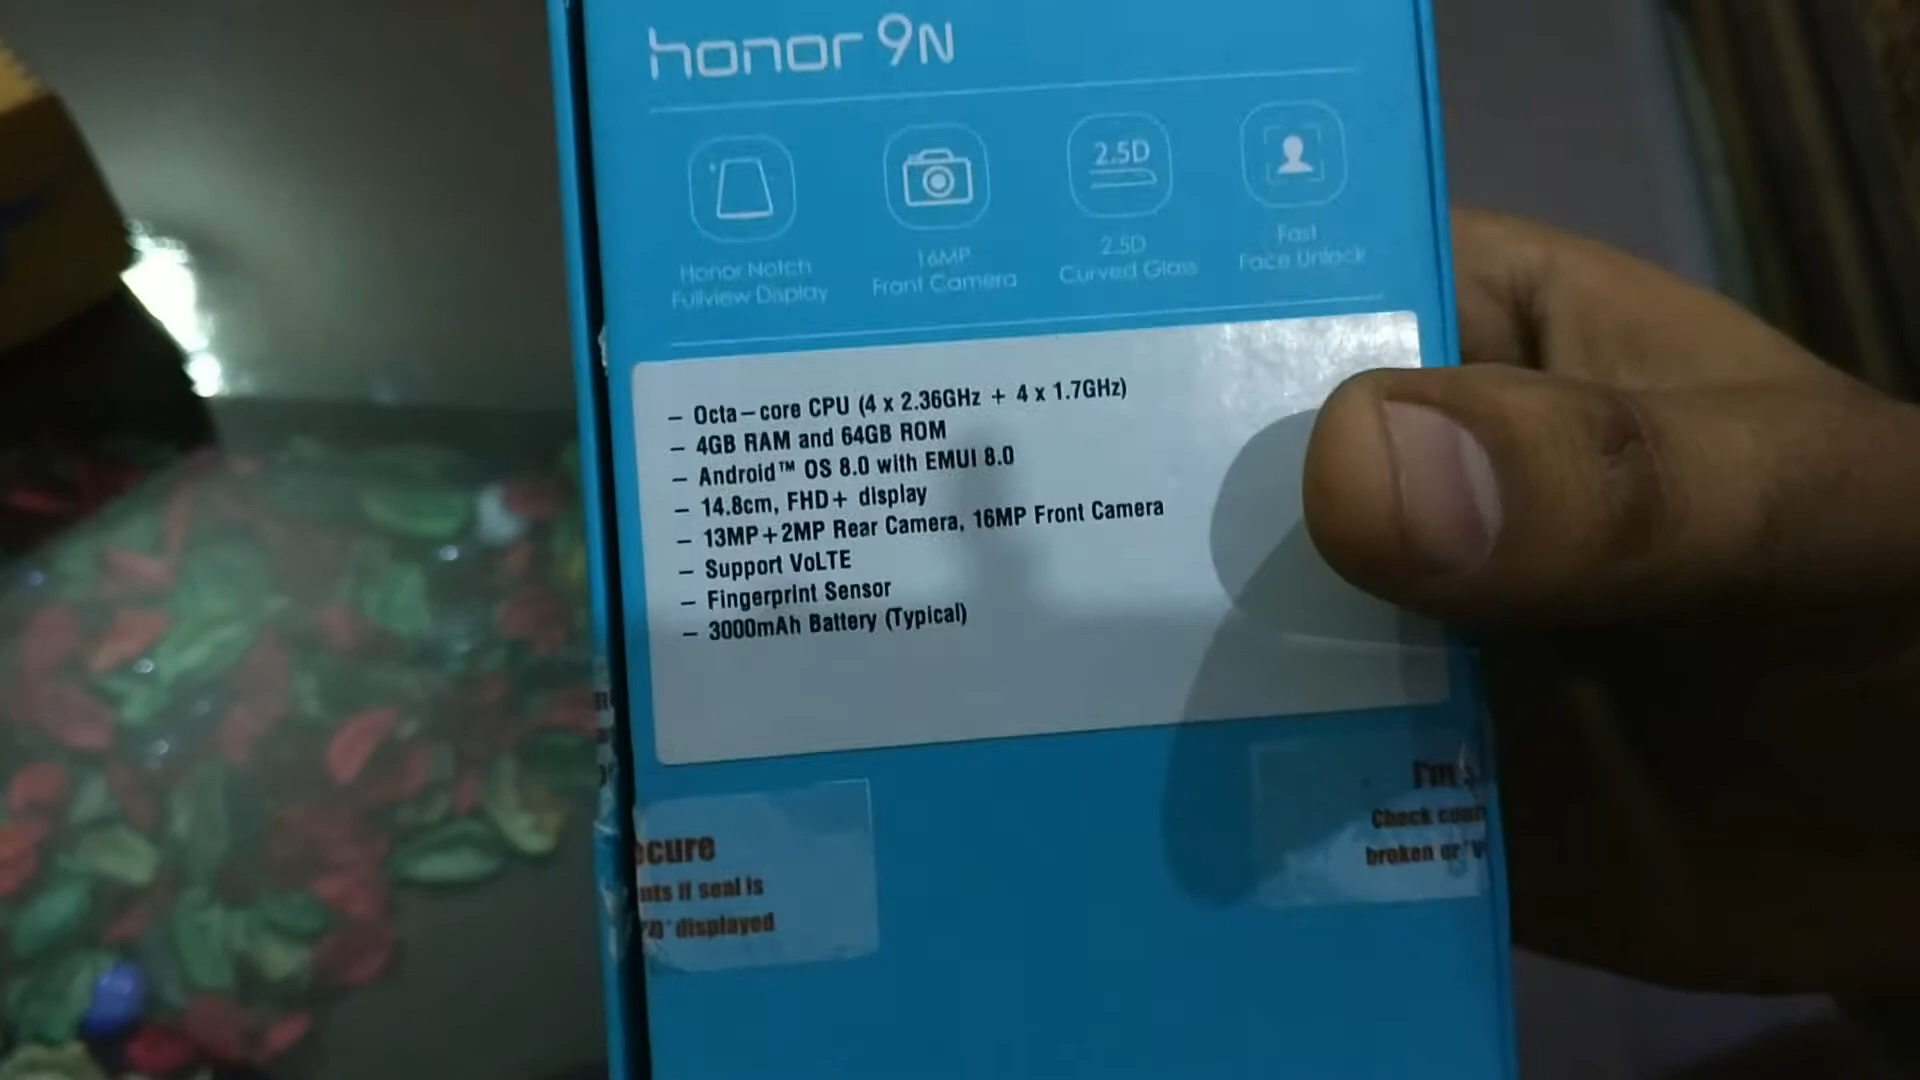 honor 9N
2.5D
Honor Notch
Fullview Display
16MP
Front Camera
2.5D
Curved Glass
Fast
Face Unlock
- Octa-core CPU (4 x 2.36GHz + 4 x 1.7GHz)
- 4GB RAM and 64GB ROM
- Android™ OS 8.0 with EMUI 8.0
- 14.8cm, FHD+ display
- 13MP+2MP Rear Camera, 16MP Front Camera
- Support VoLTE
- Fingerprint Sensor
- 3000mAh Battery (Typical)
ecure
nts if seal is
displayed
I'm
Check
broken or